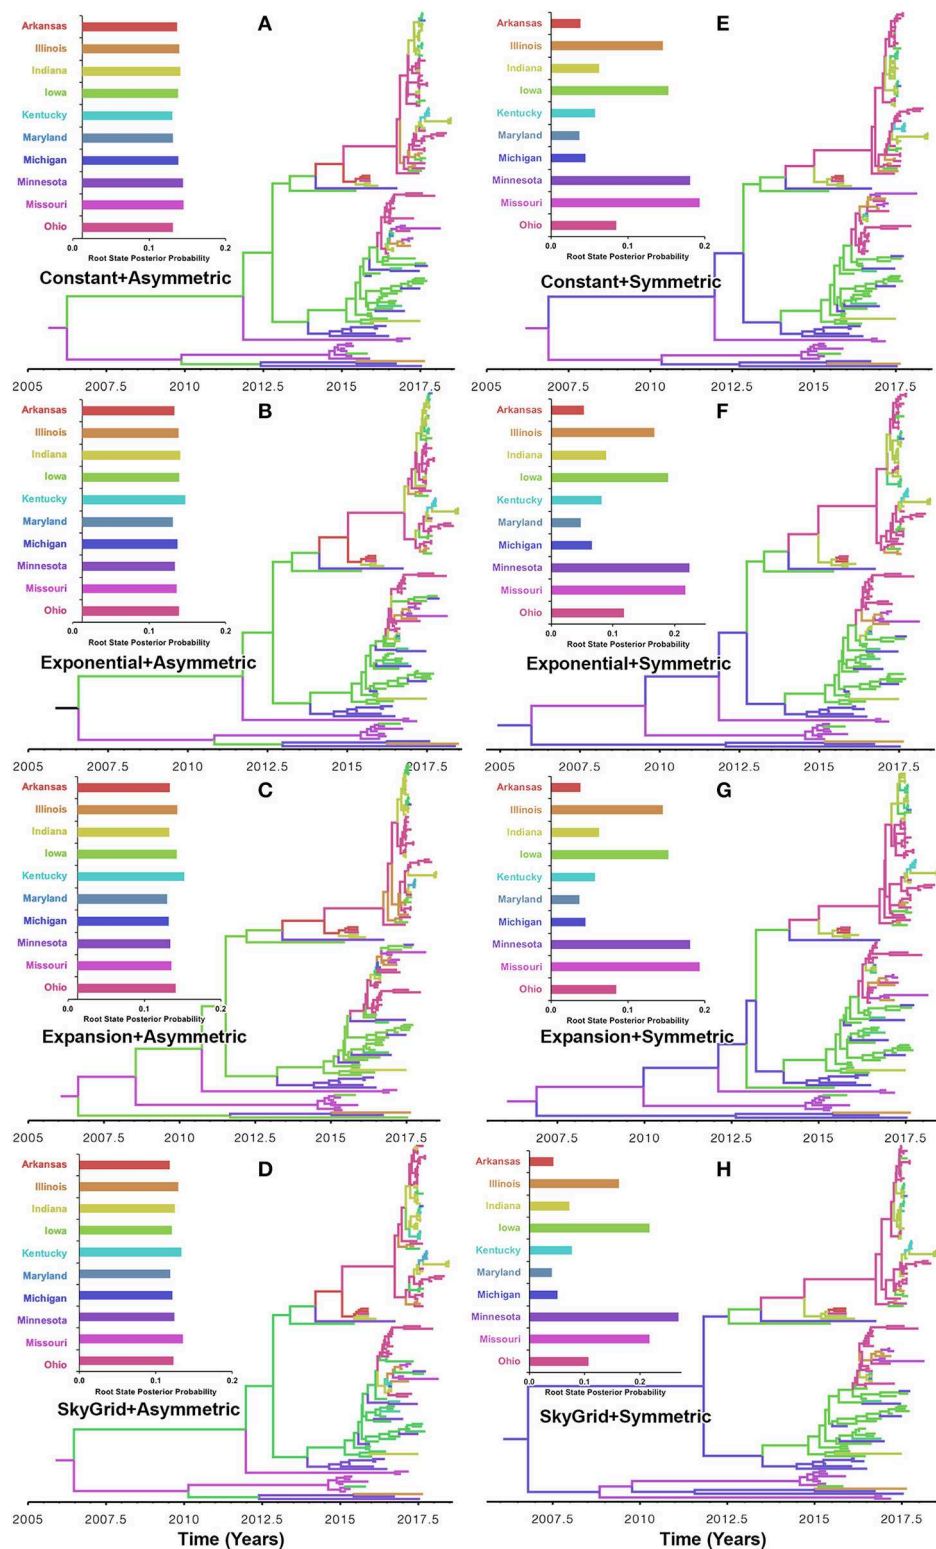 A
Arkansas
Illinois
Indiana
Iowa
Kentucky
Maryland
Michigan
Minnesota
Missouri
Ohio
0.0 0.1 0.2
Root State Posterior Probability
Constant+Asymmetric
2005 2007.5 2010 2012.5 2015 2017.5
E
Arkansas
Illinois
Indiana
Iowa
Kentucky
Maryland
Michigan
Minnesota
Missouri
Ohio
0.0 0.1 0.2
Root State Posterior Probability
Constant+Symmetric
2005 2007.5 2010 2012.5 2015 2017.5
B
Arkansas
Illinois
Indiana
Iowa
Kentucky
Maryland
Michigan
Minnesota
Missouri
Ohio
0.0 0.1 0.2
Root State Posterior Probability
Exponential+Asymmetric
2005 2007.5 2010 2012.5 2015 2017.5
F
Arkansas
Illinois
Indiana
Iowa
Kentucky
Maryland
Michigan
Minnesota
Missouri
Ohio
0.0 0.1 0.2
Root State Posterior Probability
Exponential+Symmetric
2005 2007.5 2010 2012.5 2015 2017.5
C
Arkansas
Illinois
Indiana
Iowa
Kentucky
Maryland
Michigan
Minnesota
Missouri
Ohio
0.0 0.1 0.2
Root State Posterior Probability
Expansion+Asymmetric
2005 2007.5 2010 2012.5 2015 2017.5
G
Arkansas
Illinois
Indiana
Iowa
Kentucky
Maryland
Michigan
Minnesota
Missouri
Ohio
0.0 0.1 0.2
Root State Posterior Probability
Expansion+Symmetric
2007.5 2010 2012.5 2015 2017.5
D
Arkansas
Illinois
Indiana
Iowa
Kentucky
Maryland
Michigan
Minnesota
Missouri
Ohio
0.0 0.1 0.2
Root State Posterior Probability
SkyGrid+Asymmetric
2005 2007.5 2010 2012.5 2015 2017.5
Time (Years)
H
Arkansas
Illinois
Indiana
Iowa
Kentucky
Maryland
Michigan
Minnesota
Missouri
Ohio
0.0 0.1 0.2
Root State Posterior Probability
SkyGrid+Symmetric
2007.5 2010 2012.5 2015 2017.5
Time (Years)